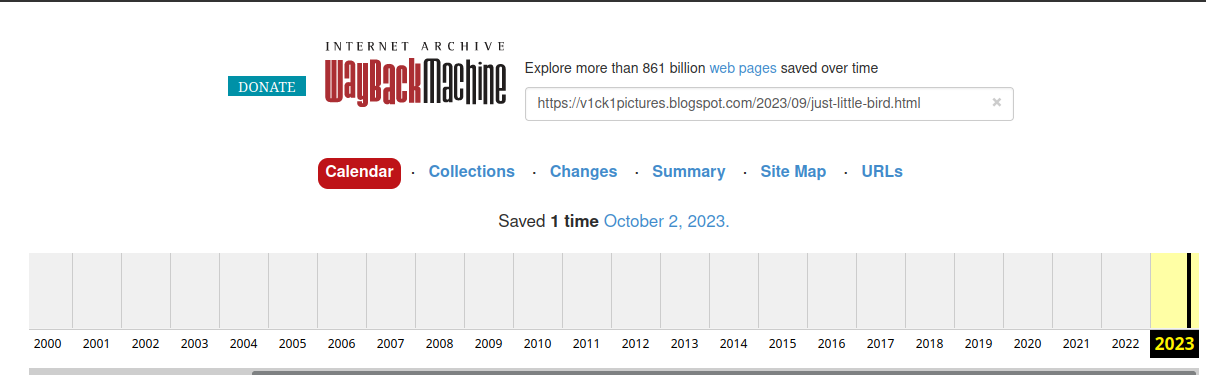 INTERNET ARCHIVE
WayBackMachine
DONATE
Explore more than 861 billion web pages saved over time
https://v1ck1pictures.blogspot.com/2023/09/just-little-bird.html ×
Calendar · Collections · Changes · Summary · Site Map · URLs
Saved 1 time October 2, 2023.
2000 2001 2002 2003 2004 2005 2006 2007 2008 2009 2010 2011 2012 2013 2014 2015 2016 2017 2018 2019 2020 2021 2022 2023